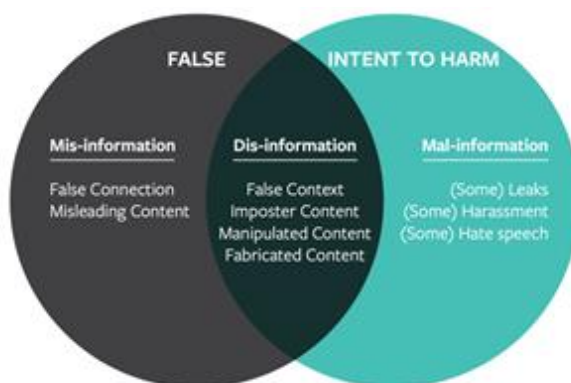 FALSE
INTENT TO HARM
Mis-information
False Connection
Misleading Content
Dis-information
False Context
Imposter Content
Manipulated Content
Fabricated Content
Mal-information
(Some) Leaks
(Some) Harassment
(Some) Hate speech